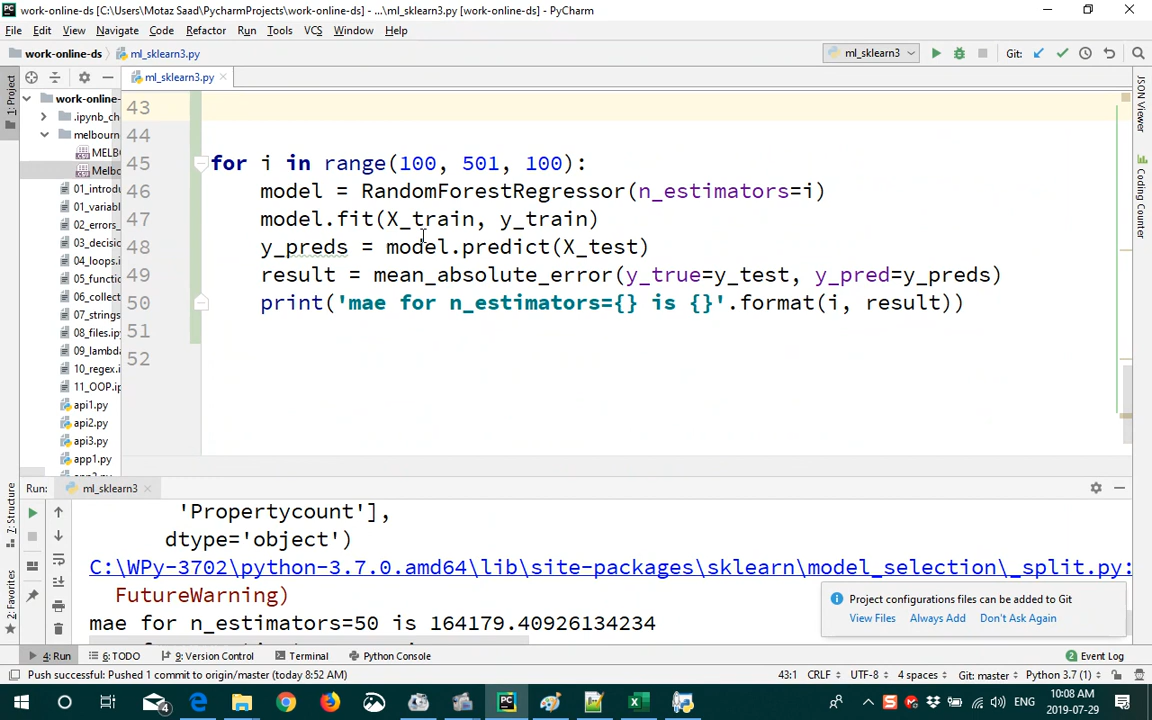 work-online-ds [C:\Users\Motaz Saad\PycharmProjects\work-online-ds] - ...\ml_sklearn3.py [work-online-ds] - PyCharm
File Edit View Navigate Code Refactor Run Tools VCS Window Help
work-online-ds ml_sklearn3.py ml_sklearn3 Git:
1: Project
ml_sklearn3.py
JSON Viewer
Coding Cunter
work-online-
.ipynb_ch
melbourn
MELB
Melbc
01_introdu
01_variabl
02_errors_
03_decisic
04_loops.i
05_functio
06_collect
07_strings
08_files.ip
09_lambd
10_regex.i
11_OOP.ip
api1.py
api2.py
api3.py
app1.py
43
44
45 for i in range(100, 501, 100):
46 model = RandomForestRegressor(n_estimators=i)
47 model.fit(X_train, y_train)
48 y_preds = model.predict(X_test)
49 result = mean_absolute_error(y_true=y_test, y_pred=y_preds)
50 print('mae for n_estimators={} is {}'.format(i, result))
51
52
Run: ml_sklearn3
7: Structure
2: Favorites
'Propertycount'],
dtype='object')
C:\WPy-3702\python-3.7.0.amd64\lib\site-packages\sklearn\model_selection\_split.py:
FutureWarning)
mae for n_estimators=50 is 164179.40926134234
Project configurations files can be added to Git
View Files Always Add Don't Ask Again
4: Run 6: TODO 9: Version Control Terminal Python Console 2 Event Log
Push successful: Pushed 1 commit to origin/master (today 8:52 AM) 43:1 CRLF UTF-8 4 spaces Git: master Python 3.7 (1)
4 ENG 10:08 AM
2019-07-29